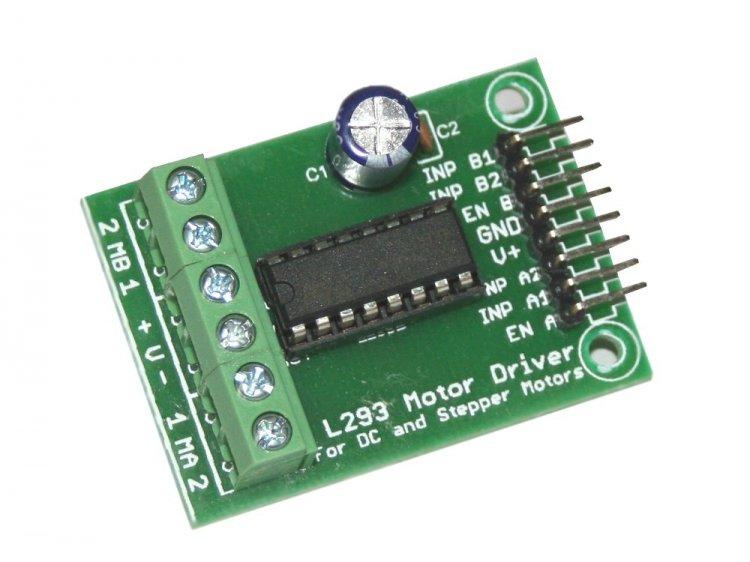 C1
C2
INP B1
INP B2
EN B
GND
V+
INP A2
INP A1
EN A
2 MB 1
+ V -
1 MA 2
L293 Motor Driver
For DC and Stepper Motors